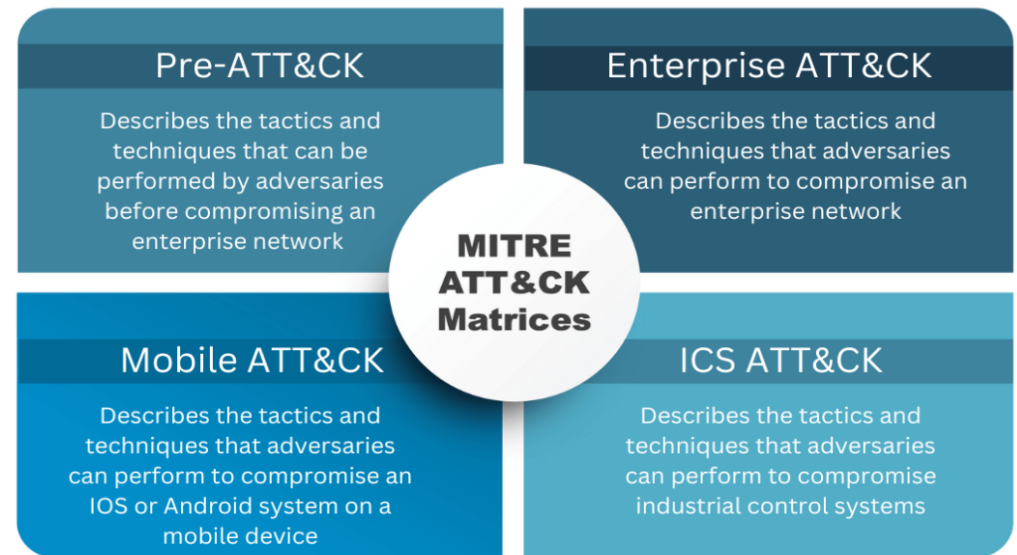 Pre-ATT&CK
Describes the tactics and
techniques that can be
performed by adversaries
before compromising an
enterprise network
Enterprise ATT&CK
Describes the tactics and
techniques that adversaries
can perform to compromise an
enterprise network
MITRE
ATT&CK
Matrices
Mobile ATT&CK
Describes the tactics and
techniques that adversaries
can perform to compromise an
IOS or Android system on a
mobile device
ICS ATT&CK
Describes the tactics and
techniques that adversaries
can perform to compromise
industrial control systems